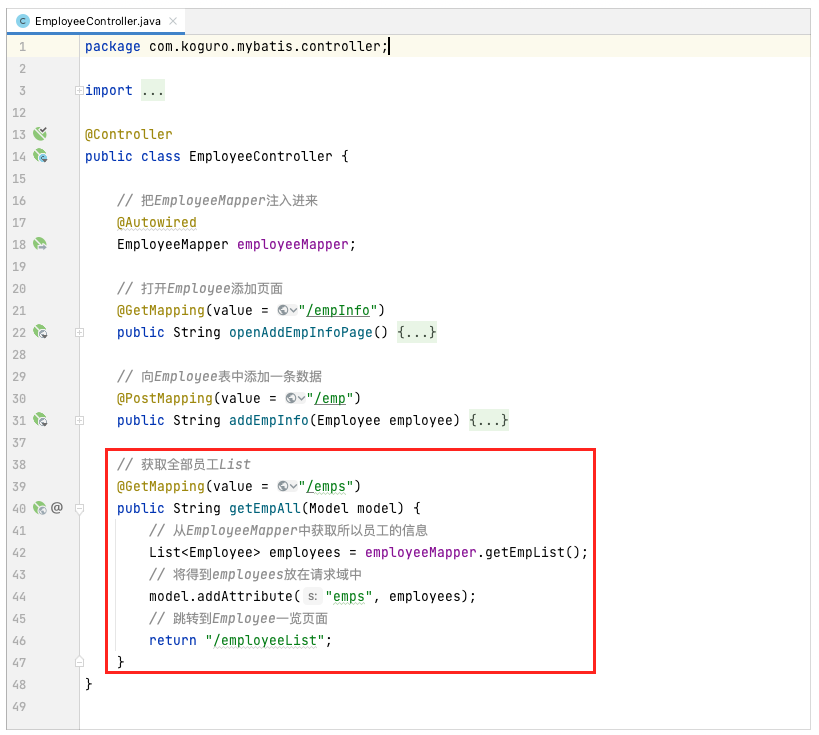 EmployeeController.java
1 package com.koguro.mybatis.controller;
2
3 import ...
12
13 @Controller
14 public class EmployeeController {
15
16 // 把EmployeeMapper注入进来
17 @Autowired
18 EmployeeMapper employeeMapper;
19
20 // 打开Employee添加页面
21 @GetMapping(value = "/empInfo")
22 public String openAddEmpInfoPage() {...}
28
29 // 向Employee表中添加一条数据
30 @PostMapping(value = "/emp")
31 public String addEmpInfo(Employee employee) {...}
37
38 // 获取全部员工List
39 @GetMapping(value = "/emps")
40 @ public String getEmpAll(Model model) {
41 // 从EmployeeMapper中获取所以员工的信息
42 List<Employee> employees = employeeMapper.getEmpList();
43 // 将得到employees放在请求域中
44 model.addAttribute( s: "emps", employees);
45 // 跳转到Employee一览页面
46 return "/employeeList";
47 }
48 }
49